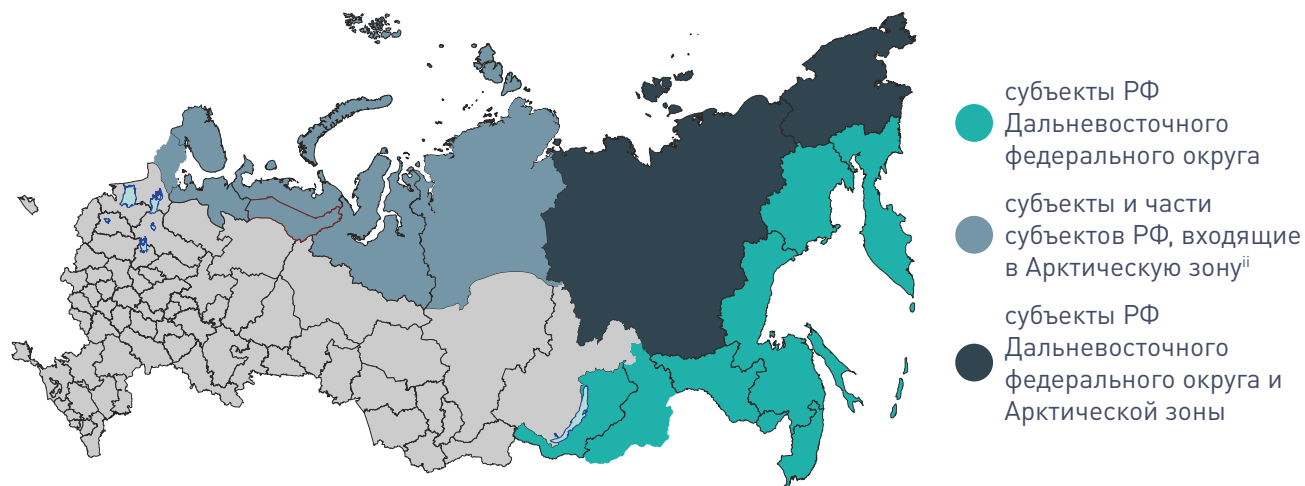 субъекты РФ
Дальневосточного
федерального округа
субъекты и части
субъектов РФ, входящие
в Арктическую зонуⁱⁱ
субъекты РФ
Дальневосточного
федерального округа и
Арктической зоны